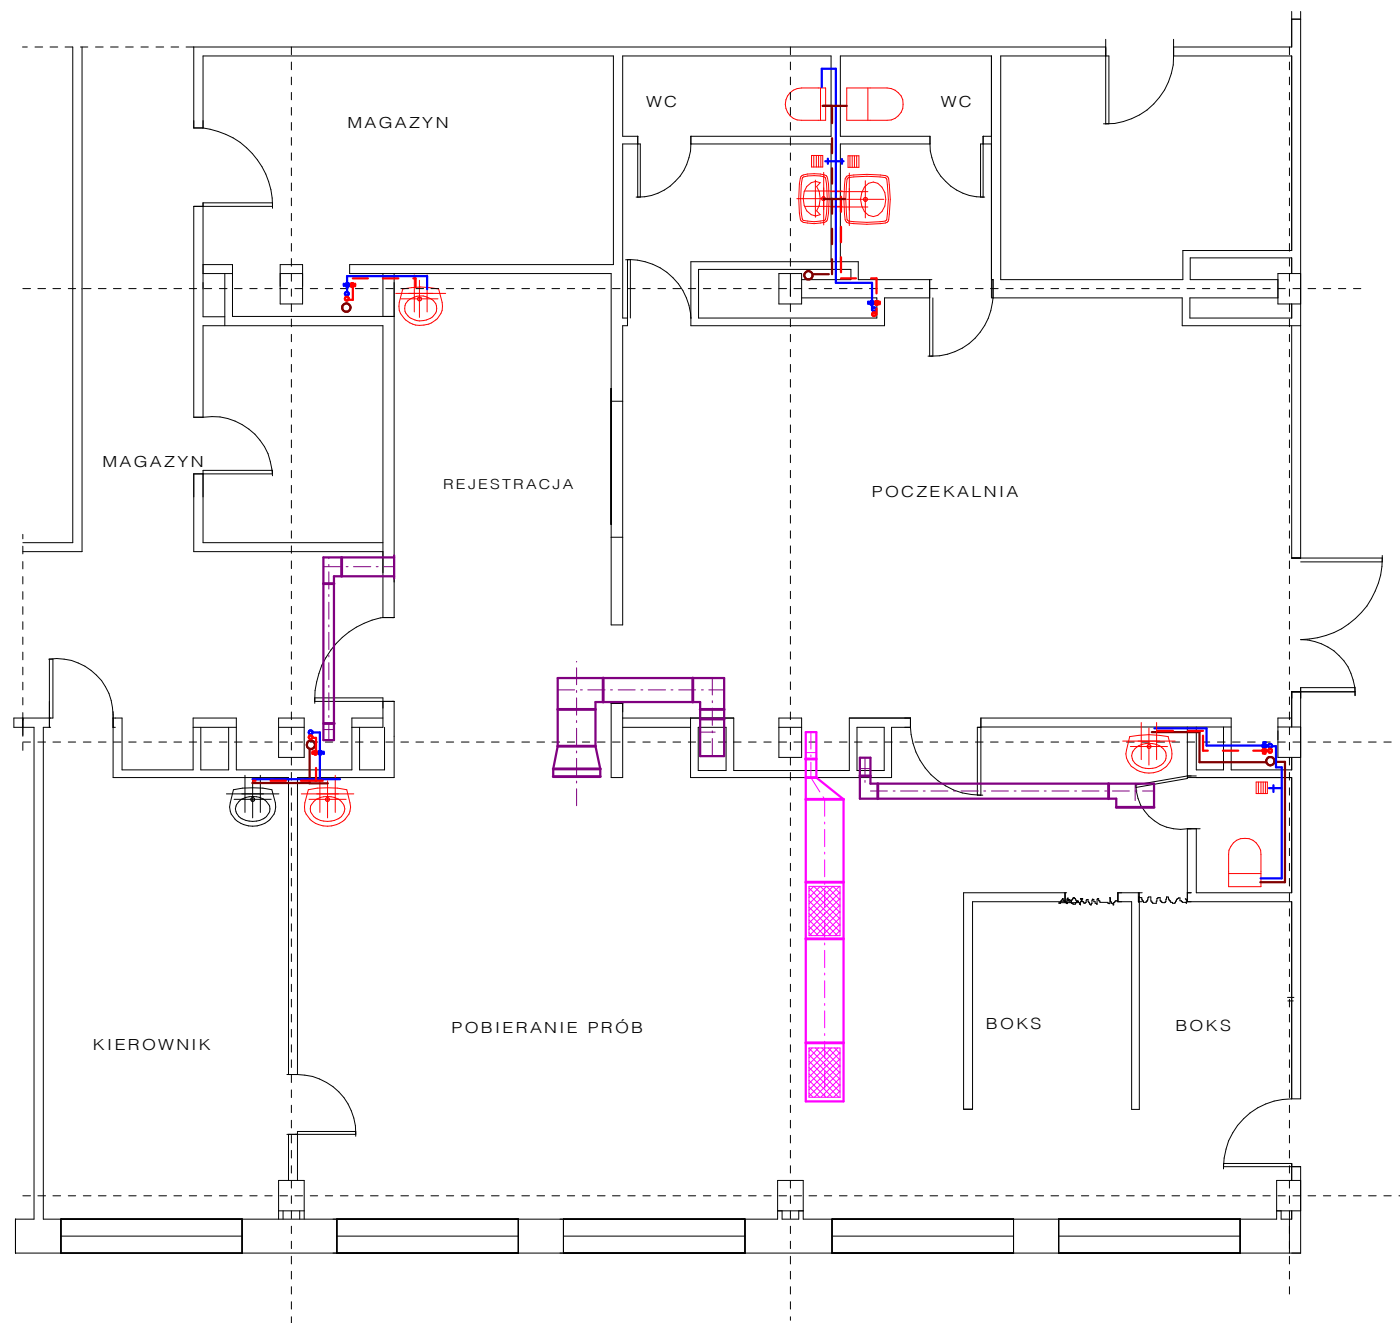 WC
WC
MAGAZYN
MAGAZYN
REJESTRACJA
POCZEKALNIA
KIEROWNIK
POBIERANIE PRÓB
BOKS
BOKS